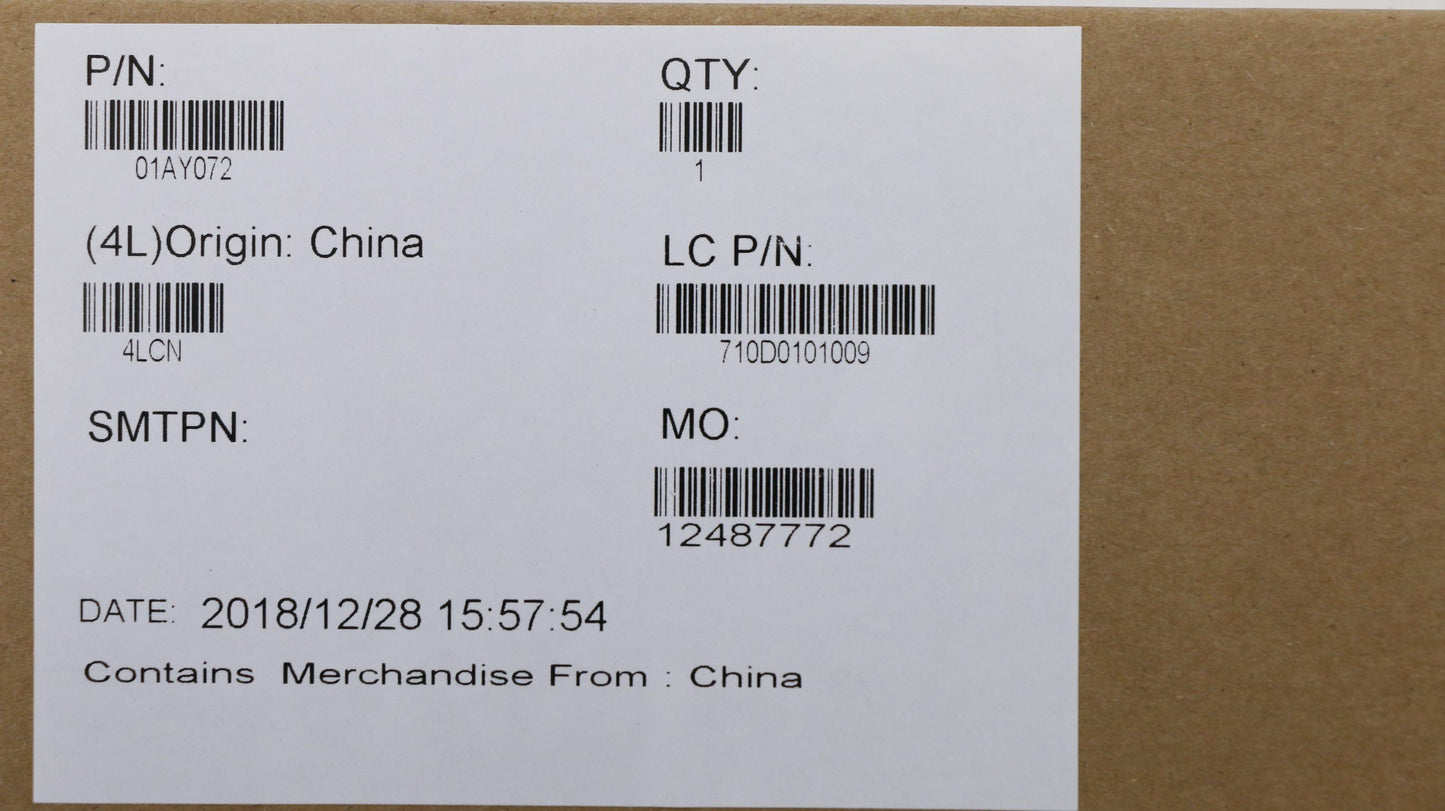 P/N:
01AY072
QTY:
1
(4L)Origin: China
4LCN
LC P/N:
710D0101009
SMTPN:
MO:
12487772
DATE: 2018/12/28 15:57:54
Contains Merchandise From : China